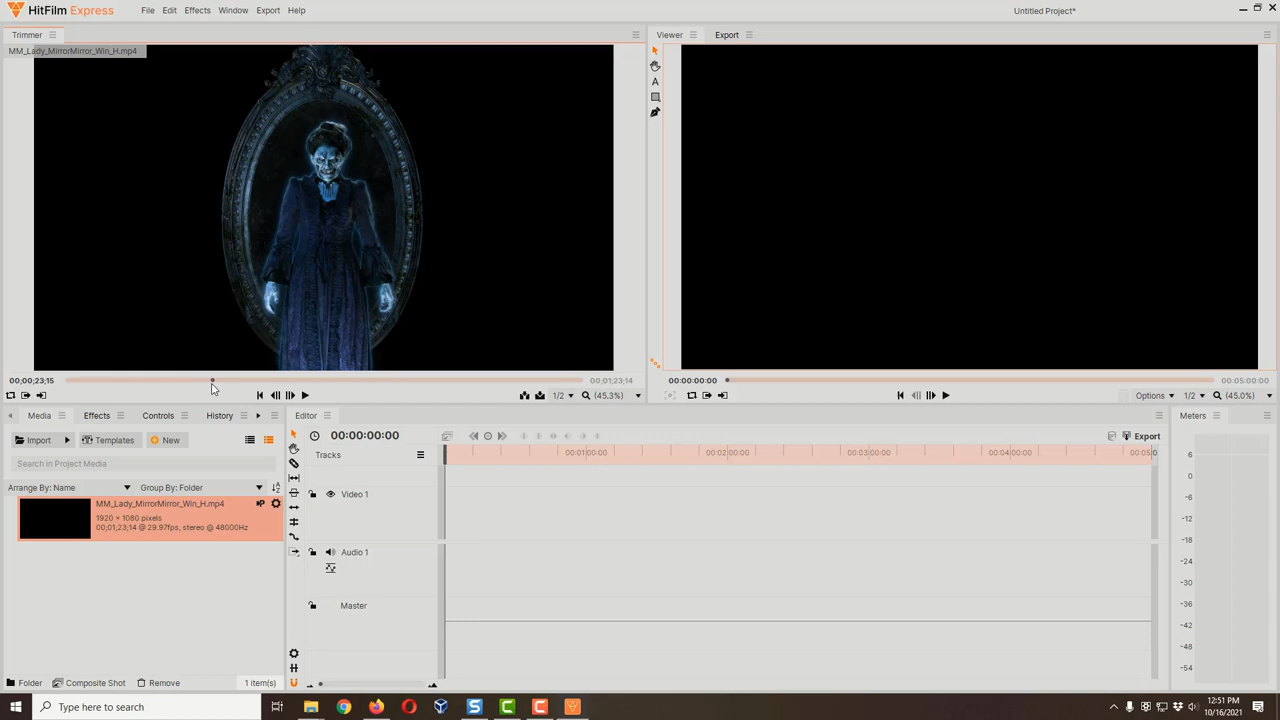 HitFilm Express
File Edit Effects Window Export Help
Untitled Project*
Trimmer
Viewer Export
MM_Lady_MirrorMirror_Win_H.mp4
A
00;00;23;15
00;01;23;14
00:00:00:00
00:05:00:00
1/2 (45.3%)
Options 1/2 (45.0%)
Media Effects Controls History
Editor
Meters
Import Templates New
00:00:00:00
Export
Search in Project Media
Tracks
00:01:00:00 00:02:00:00 00:03:00:00 00:04:00:00 00:05:0
Arrange By: Name Group By: Folder
MM_Lady_MirrorMirror_Win_H.mp4
1920 × 1080 pixels
00;01;23;14 @ 29.97fps, stereo @ 48000Hz
Video 1
Audio 1
Master
6
0
-6
-12
-18
-24
-30
-36
-42
-48
-54
Folder Composite Shot Remove 1 item(s)
Type here to search
12:51 PM
10/16/2021